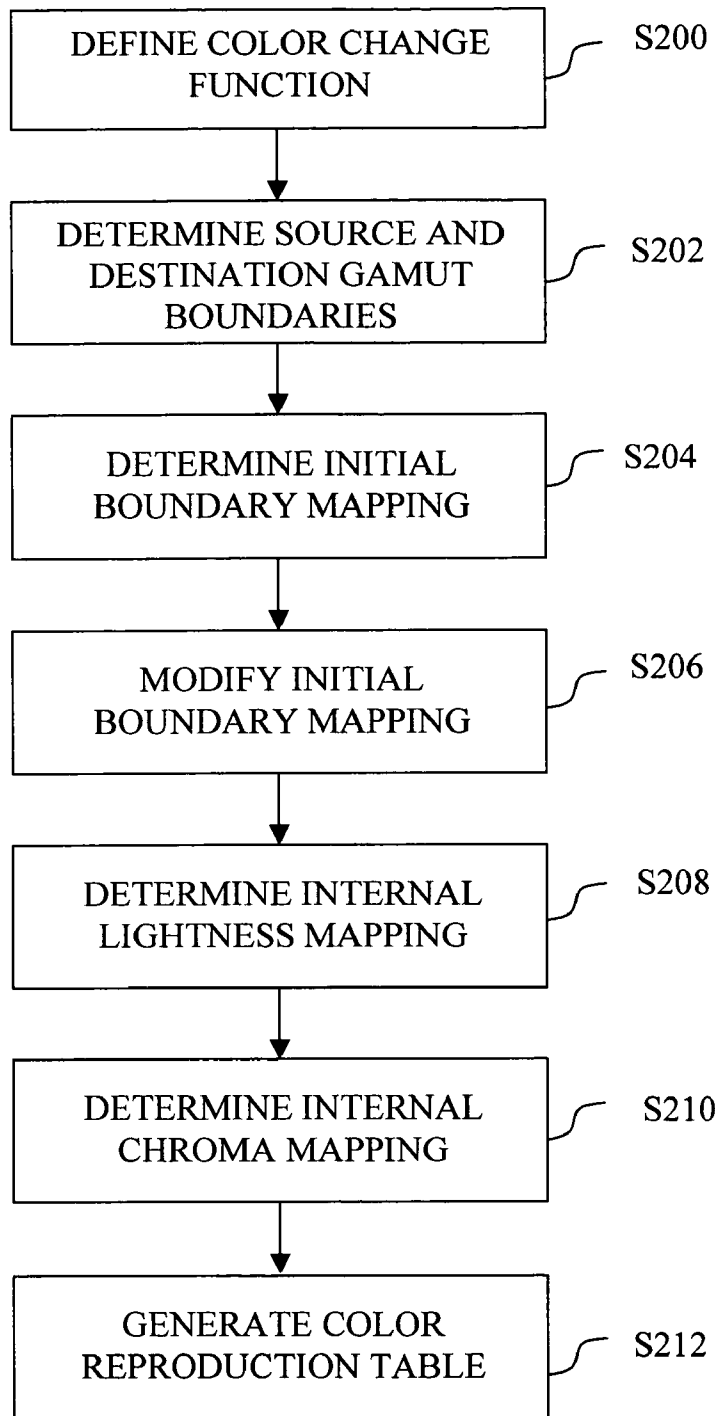 DEFINE COLOR CHANGE
FUNCTION
S200
DETERMINE SOURCE AND
DESTINATION GAMUT
BOUNDARIES
S202
DETERMINE INITIAL
BOUNDARY MAPPING
S204
MODIFY INITIAL
BOUNDARY MAPPING
S206
DETERMINE INTERNAL
LIGHTNESS MAPPING
S208
DETERMINE INTERNAL
CHROMA MAPPING
S210
GENERATE COLOR
REPRODUCTION TABLE
S212